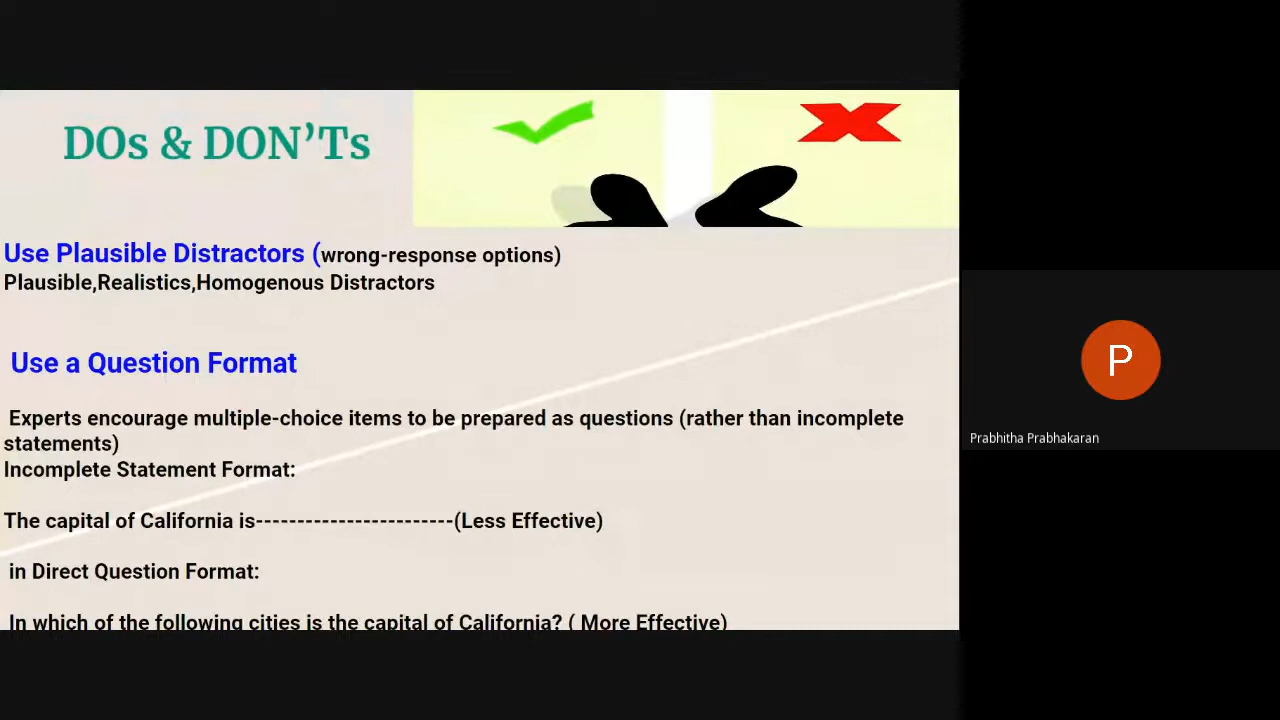 DOs & DON’Ts
Use Plausible Distractors (wrong-response options)
Plausible,Realistics,Homogenous Distractors
Use a Question Format
Experts encourage multiple-choice items to be prepared as questions (rather than incomplete
statements)
Incomplete Statement Format:
The capital of California is------------------------(Less Effective)
in Direct Question Format:
In which of the following cities is the capital of California? ( More Effective)
P
Prabhitha Prabhakaran